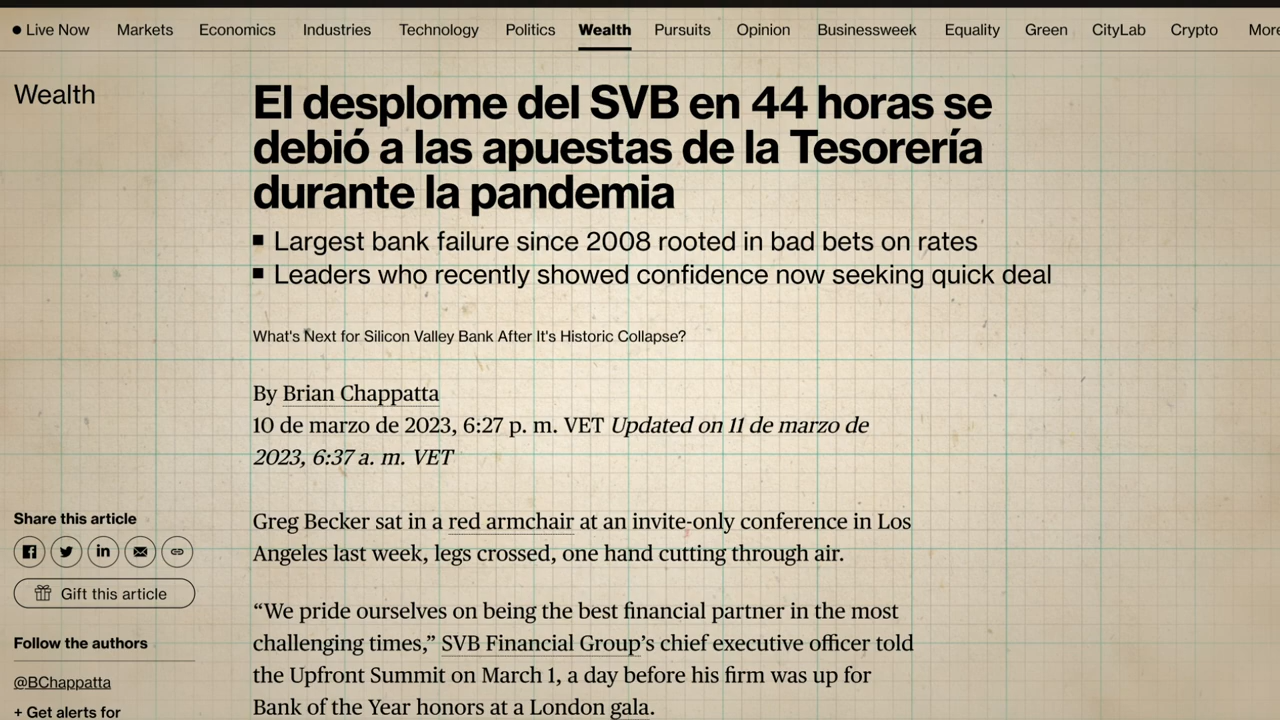 Live Now Markets Economics Industries Technology Politics Wealth Pursuits Opinion Businessweek Equality Green CityLab Crypto More
Wealth
El desplome del SVB en 44 horas se
debió a las apuestas de la Tesorería
durante la pandemia
Largest bank failure since 2008 rooted in bad bets on rates
Leaders who recently showed confidence now seeking quick deal
What's Next for Silicon Valley Bank After It's Historic Collapse?
By Brian Chappatta
10 de marzo de 2023, 6:27 p. m. VET Updated on 11 de marzo de
2023, 6:37 a. m. VET
Share this article
Gift this article
Follow the authors
@BChappatta
+ Get alerts for
Greg Becker sat in a red armchair at an invite-only conference in Los
Angeles last week, legs crossed, one hand cutting through air.
“We pride ourselves on being the best financial partner in the most
challenging times,” SVB Financial Group’s chief executive officer told
the Upfront Summit on March 1, a day before his firm was up for
Bank of the Year honors at a London gala.